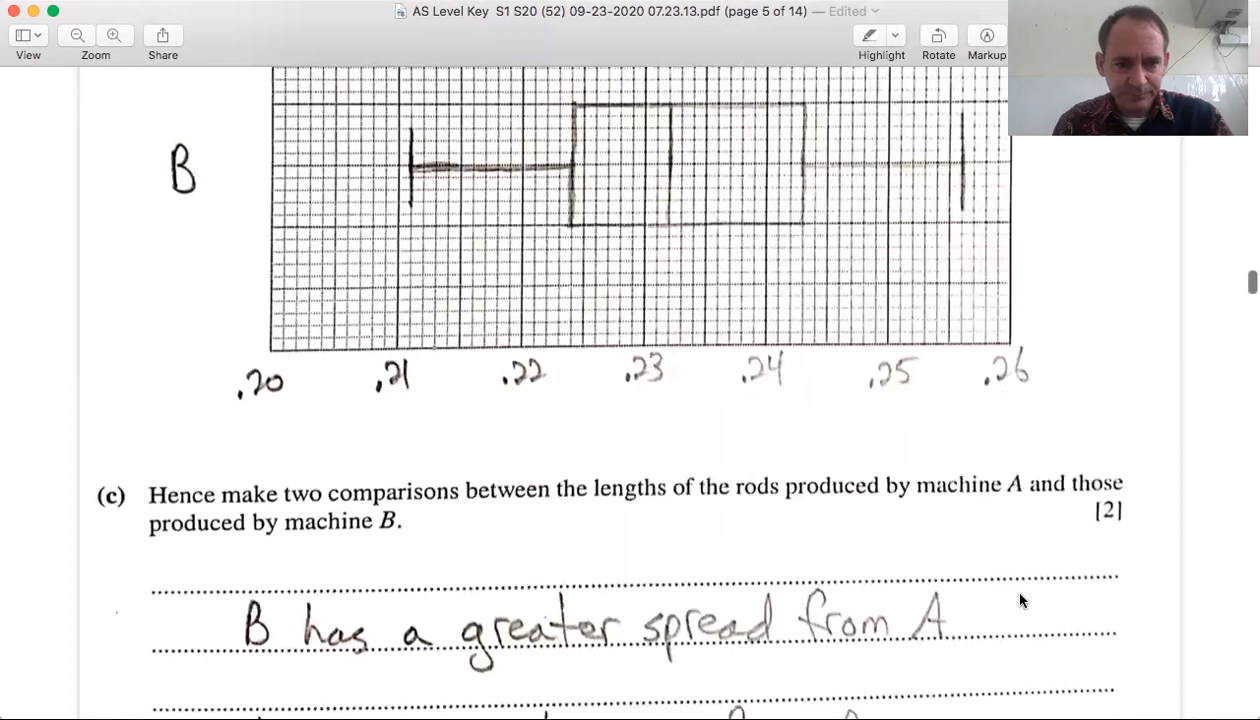 AS Level Key S1 S20 (52) 09-23-2020 07.23.13.pdf (page 5 of 14) — Edited
View Zoom Share Highlight Rotate Markup
B
.20 .21 .22 .23 .24 .25 .26
(c) Hence make two comparisons between the lengths of the rods produced by machine A and those
produced by machine B. [2]
B has a greater spread from A